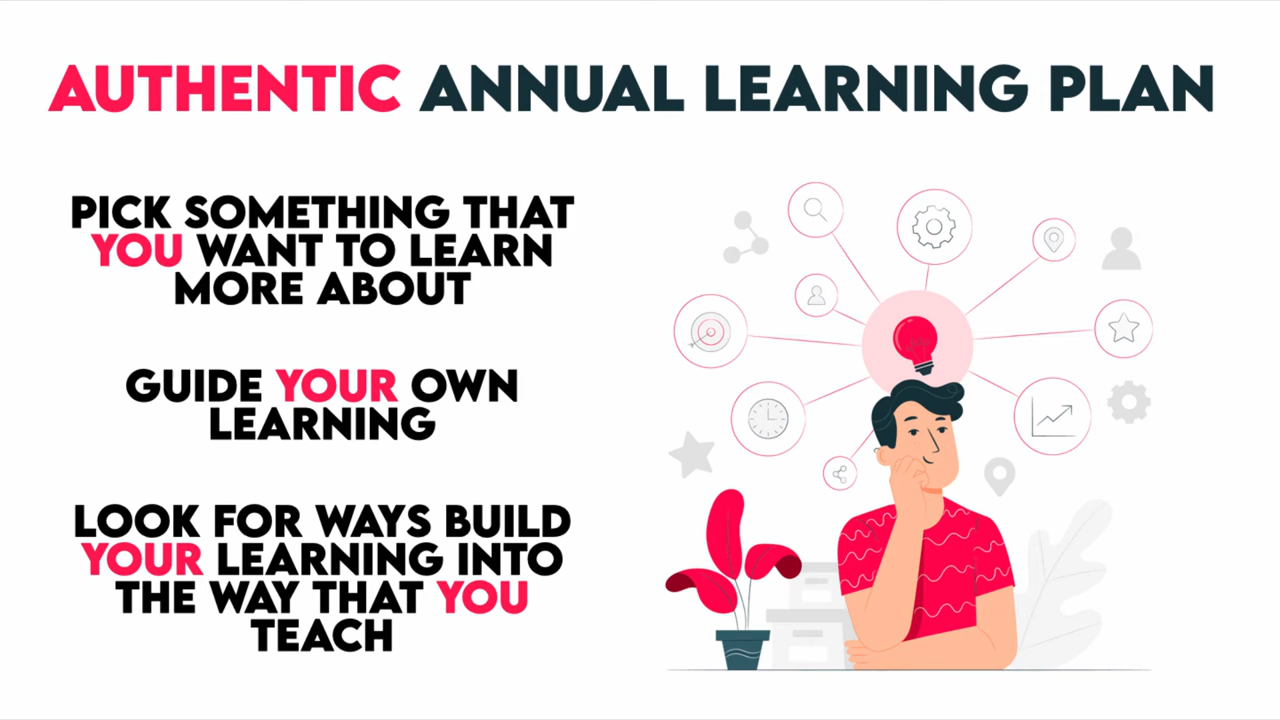 AUTHENTIC ANNUAL LEARNING PLAN
PICK SOMETHING THAT
YOU WANT TO LEARN
MORE ABOUT
GUIDE YOUR OWN
LEARNING
LOOK FOR WAYS BUILD
YOUR LEARNING INTO
THE WAY THAT YOU
TEACH